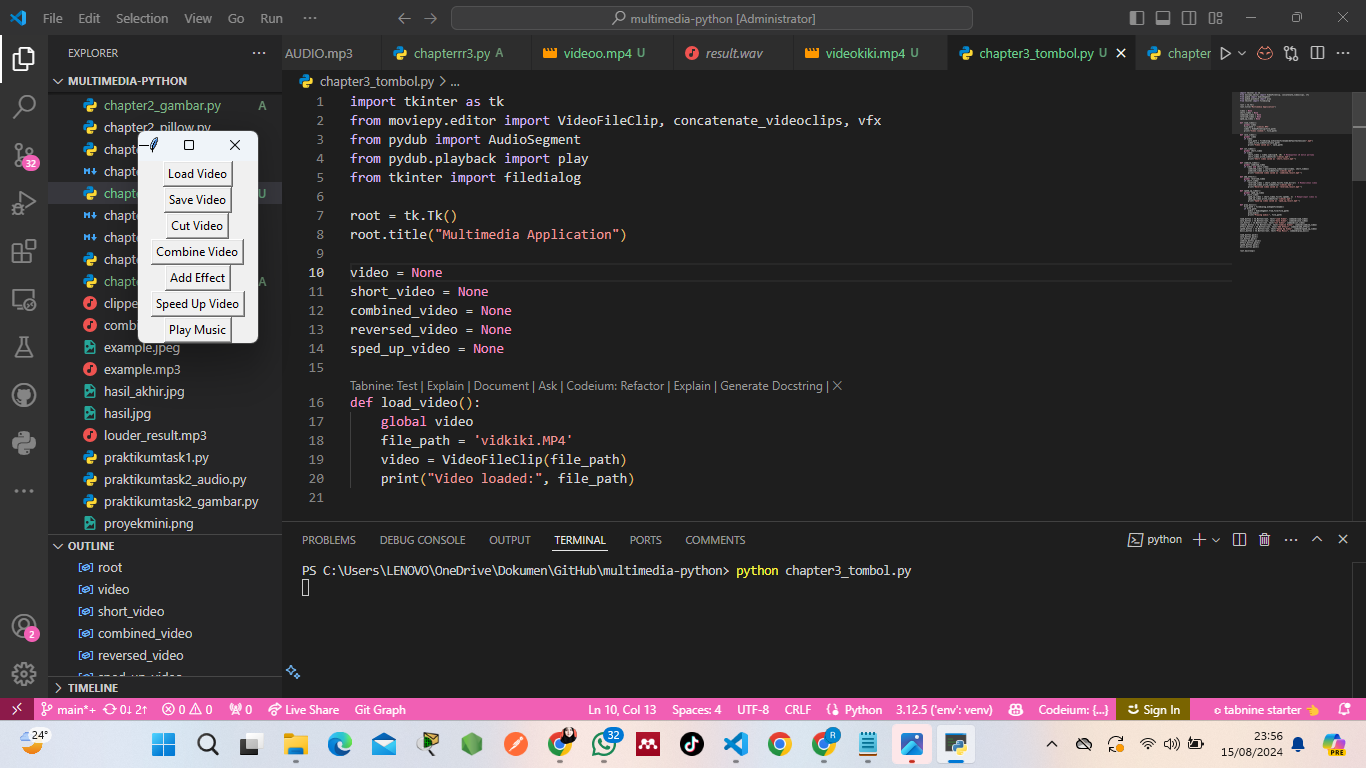 File Edit Selection View Go Run ···
multimedia-python [Administrator]
EXPLORER
AUDIO.mp3
chapterrr3.py A
videoo.mp4 U
result.wav
videokiki.mp4 U
chapter3_tombol.py U
chapter
MULTIMEDIA-PYTHON
chapter3_tombol.py > ...
chapter2_gambar.py A
chapter2_pillow.py
chapt
chapt
chapte U
chapt
chapt
chapt
chapt A
clippe
combi
example.jpeg
example.mp3
hasil_akhir.jpg
hasil.jpg
louder_result.mp3
praktikumtask1.py
praktikumtask2_audio.py
praktikumtask2_gambar.py
proyekmini.png
Load Video
Save Video
Cut Video
Combine Video
Add Effect
Speed Up Video
Play Music
1 import tkinter as tk
2 from moviepy.editor import VideoFileClip, concatenate_videoclips, vfx
3 from pydub import AudioSegment
4 from pydub.playback import play
5 from tkinter import filedialog
6
7 root = tk.Tk()
8 root.title("Multimedia Application")
9
10 video = None
11 short_video = None
12 combined_video = None
13 reversed_video = None
14 sped_up_video = None
15
Tabnine: Test | Explain | Document | Ask | Codeium: Refactor | Explain | Generate Docstring | X
16 def load_video():
17 global video
18 file_path = 'vidkiki.MP4'
19 video = VideoFileClip(file_path)
20 print("Video loaded:", file_path)
21
OUTLINE
root
video
short_video
combined_video
reversed_video
sped_up_video
TIMELINE
PROBLEMS DEBUG CONSOLE OUTPUT TERMINAL PORTS COMMENTS
python
PS C:\Users\LENOVO\OneDrive\Dokumen\GitHub\multimedia-python> python chapter3_tombol.py
32
2
main*+ 0↓ 2↑ 0 0 0 Live Share Git Graph
Ln 10, Col 13 Spaces: 4 UTF-8 CRLF Python 3.12.5 ('env': venv) Codeium: {...} Sign In tabnine starter
24°
32
R
23:56
15/08/2024
PRE